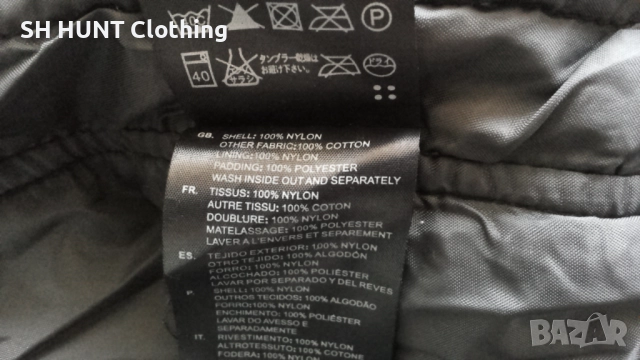 SH HUNT Clothing
P
40
サラシ
タンブラー乾燥は
お避け下さい。
ドライ
GB. SHELL: 100% NYLON
OTHER FABRIC: 100% COTTON
LINING: 100% NYLON
PADDING: 100% POLYESTER
WASH INSIDE OUT AND SEPARATELY
FR. TISSUS: 100% NYLON
AUTRE TISSU: 100% COTON
DOUBLURE: 100% NYLON
MATELASSAGE: 100% POLYESTER
LAVER A L'ENVERS ET SEPAREMENT
ES. TEJIDO EXTERIOR: 100% NYLON
OTRO TEJIDO: 100% ALGODÓN
FORRO: 100% NYLON
ALCOCHADO: 100% POLIÉSTER
LAVAR POR SEPARADO Y DEL REVES
P. SHELL: 100% NYLON
OUTROS TECIDOS: 100% ALGODÃO
FORRO: 100% NYLON
ENCHIMENTO: 100% POLIÉSTER
LAVAR DO AVESSO E
SEPARADAMENTE
IT. RIVESTIMENTO: 100% NYLON
ALTROTESSUTO: 100% COTONE
FODERA: 100% NYLON
BAZAR